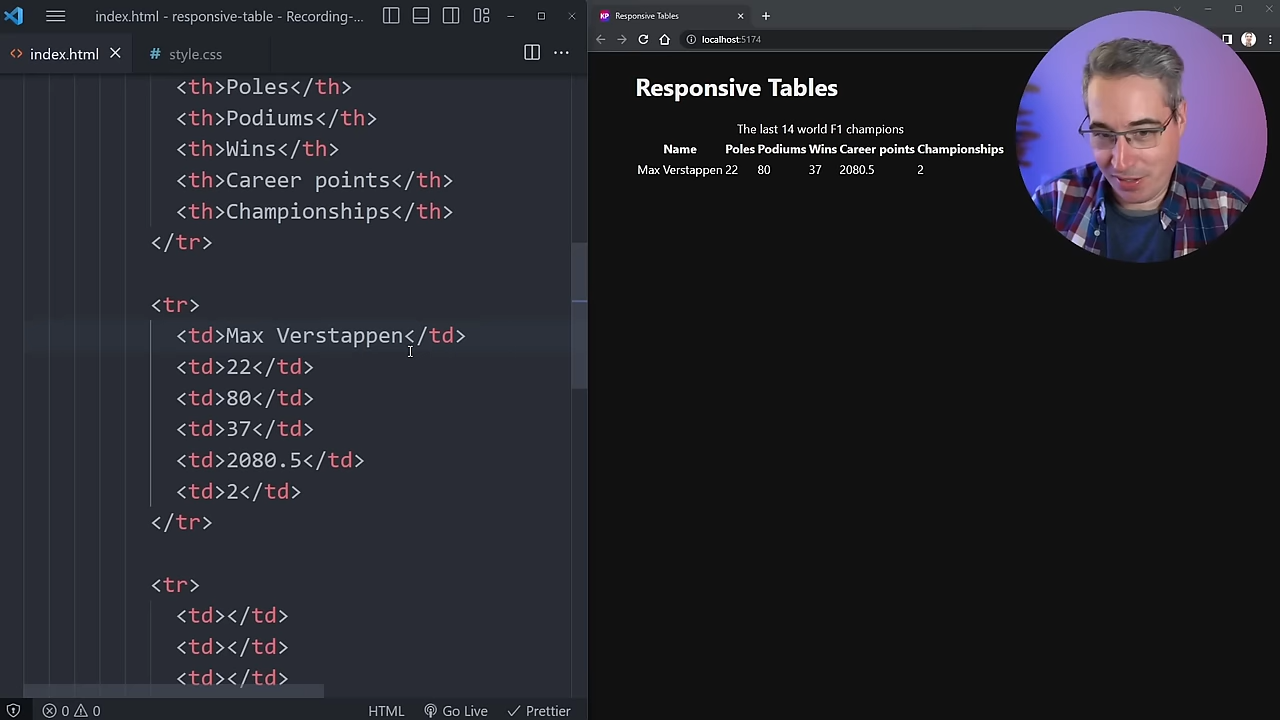 index.html - responsive-table - Recording-...
index.html
# style.css
<th>Poles</th>
<th>Podiums</th>
<th>Wins</th>
<th>Career points</th>
<th>Championships</th>
</tr>
<tr>
<td>Max Verstappen</td>
<td>22</td>
<td>80</td>
<td>37</td>
<td>2080.5</td>
<td>2</td>
</tr>
<tr>
<td></td>
<td></td>
<td></td>
0 0 HTML Go Live Prettier
KP Responsive Tables
localhost:5174
Responsive Tables
The last 14 world F1 champions
Name Poles Podiums Wins Career points Championships
Max Verstappen 22 80 37 2080.5 2